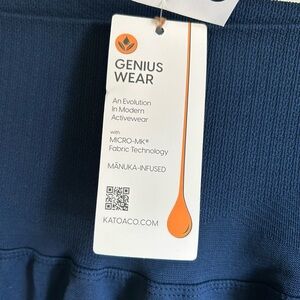 GENIUS
WEAR
An Evolution
In Modern
Activewear
with
MICRO-MK®
Fabric Technology
MĀNUKA-INFUSED
KATOACO.COM